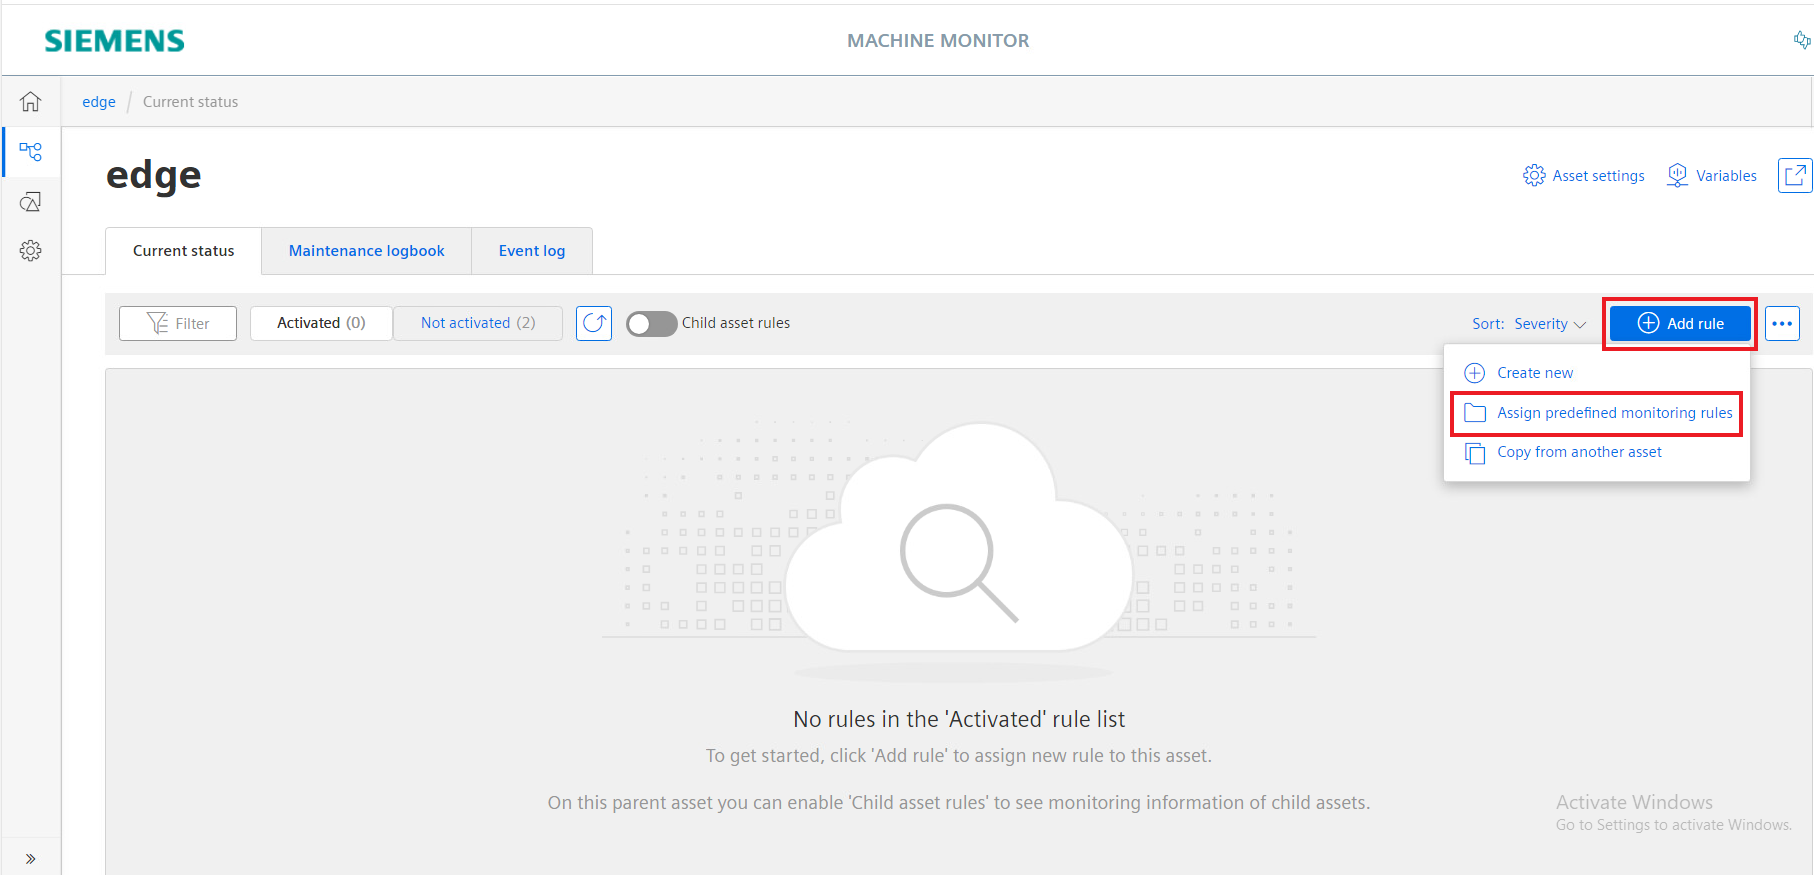 SIEMENS
MACHINE MONITOR
edge / Current status
edge
Asset settings
Variables
Current status
Maintenance logbook
Event log
Filter
Activated (0)
Not activated (2)
Child asset rules
Sort: Severity
Add rule
Create new
Assign predefined monitoring rules
Copy from another asset
No rules in the 'Activated' rule list
To get started, click 'Add rule' to assign new rule to this asset.
On this parent asset you can enable 'Child asset rules' to see monitoring information of child assets.
Activate Windows
Go to Settings to activate Windows.